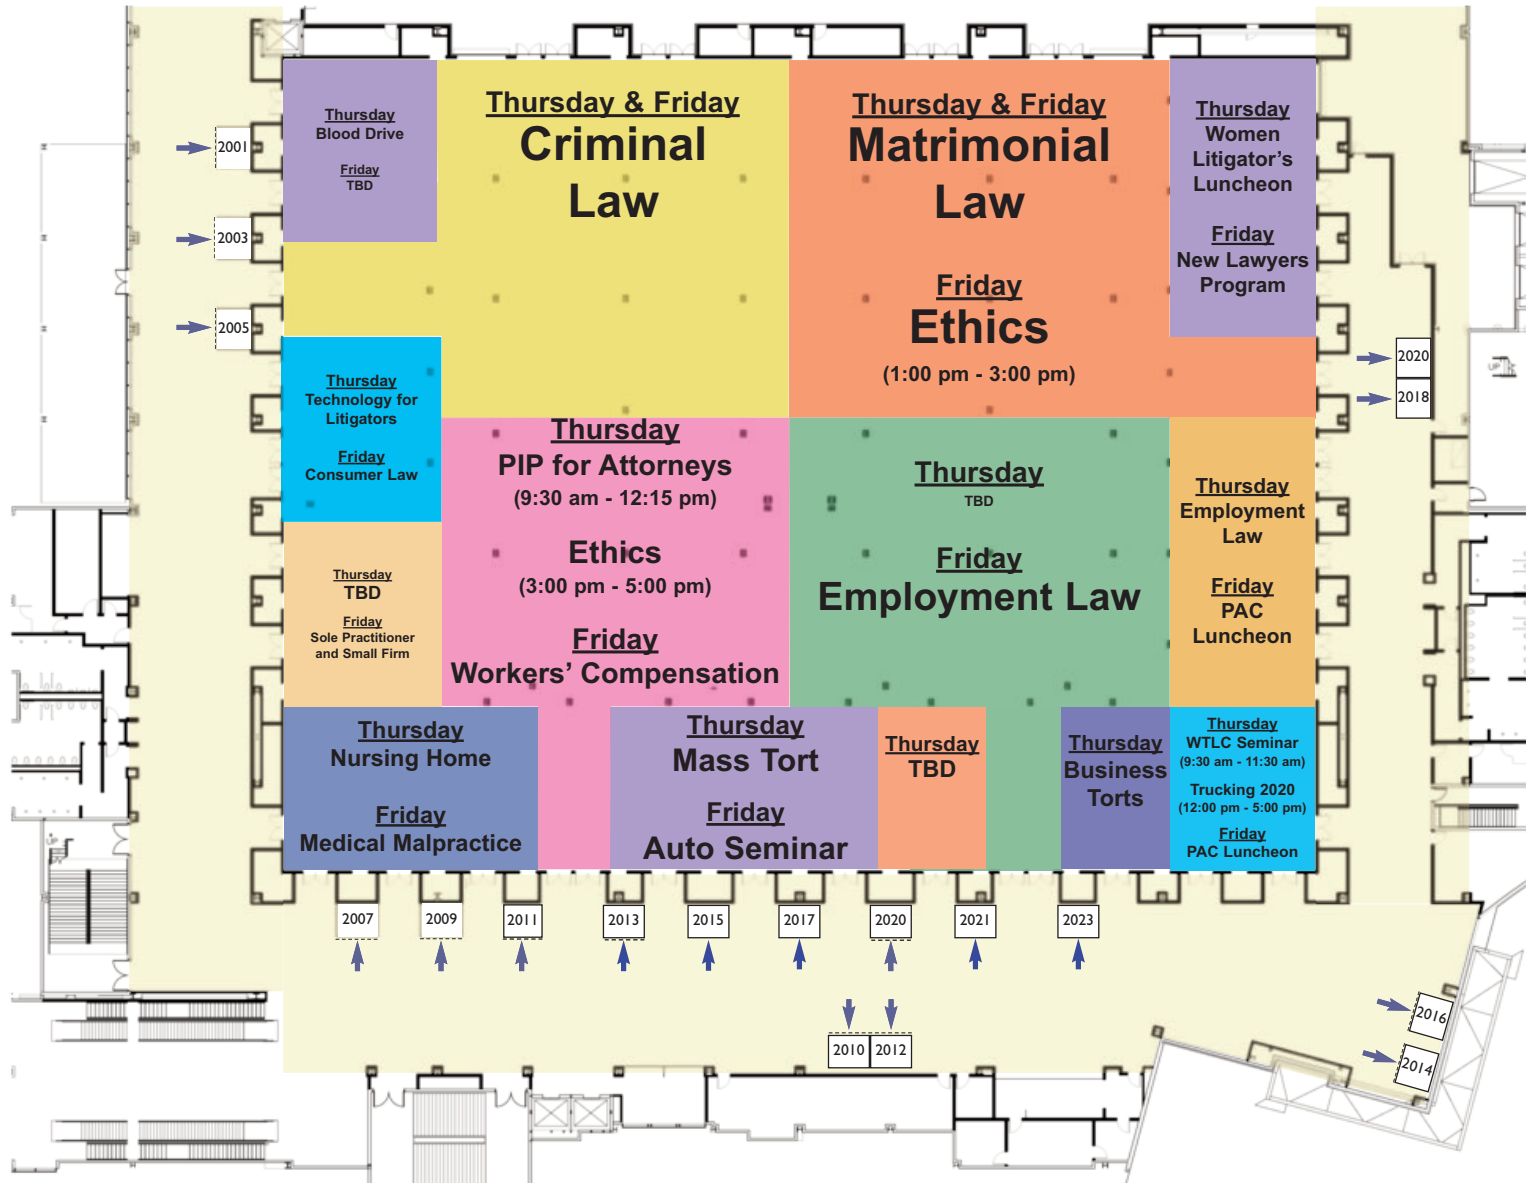 Thursday
Blood Drive
Friday
TBD
Thursday & Friday
Criminal
Law
Thursday & Friday
Matrimonial
Law
Friday
Ethics
(1:00 pm - 3:00 pm)
Thursday
Women
Litigator's
Luncheon
Friday
New Lawyers
Program
2001
2003
2005
2020
2018
UP
Thursday
Technology for
Litigators
Friday
Consumer Law
Thursday
PIP for Attorneys
(9:30 am - 12:15 pm)
Ethics
(3:00 pm - 5:00 pm)
Friday
Workers’ Compensation
Thursday
TBD
Friday
Employment Law
Thursday
Employment
Law
Friday
PAC
Luncheon
Thursday
TBD
Friday
Sole Practitioner
and Small Firm
Thursday
Nursing Home
Friday
Medical Malpractice
Thursday
Mass Tort
Friday
Auto Seminar
Thursday
TBD
Thursday
Business
Torts
Thursday
WTLC Seminar
(9:30 am - 11:30 am)
Trucking 2020
(12:00 pm - 5:00 pm)
Friday
PAC Luncheon
UP
2007
2009
2011
2013
2015
2017
2020
2021
2023
2010
2012
2016
2014